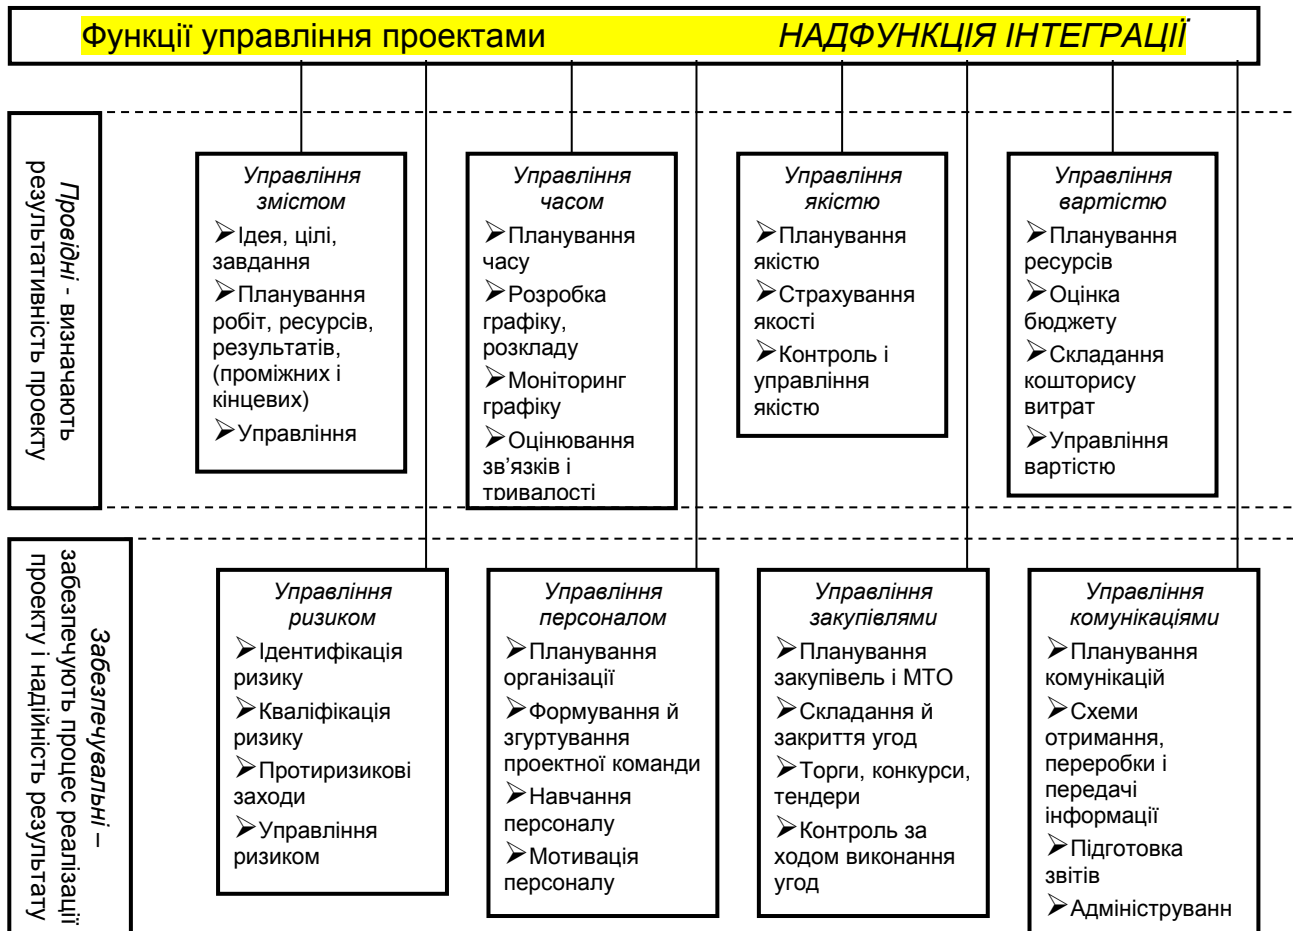 Функції управління проектами НАДФУНКЦІЯ ІНТЕГРАЦІЇ
Провідні - визначають
результативність проекту
Управління
змістом
➢Ідея, цілі,
завдання
➢Планування
робіт, ресурсів,
результатів,
(проміжних і
кінцевих)
➢Управління
Управління
часом
➢Планування
часу
➢Розробка
графіку,
розкладу
➢Моніторинг
графіку
➢Оцінювання
зв'язків і
тривалості
Управління
якістю
➢Планування
якістю
➢Страхування
якості
➢Контроль і
управління
якістю
Управління
вартістю
➢Планування
ресурсів
➢Оцінка
бюджету
➢Складання
кошторису
витрат
➢Управління
вартістю
Забезпечувальні –
забезпечують процес реалізації
проекту і надійність результату
Управління
ризиком
➢Ідентифікація
ризику
➢Кваліфікація
ризику
➢Протиризикові
заходи
➢Управління
ризиком
Управління
персоналом
➢Планування
організації
➢Формування й
згуртування
проектної команди
➢Навчання
персоналу
➢Мотивація
персоналу
Управління
закупівлями
➢Планування
закупівель і МТО
➢Складання й
закриття угод
➢Торги, конкурси,
тендери
➢Контроль за
ходом виконання
угод
Управління
комунікаціями
➢Планування
комунікацій
➢Схеми
отримання,
переробки і
передачі
інформації
➢Підготовка
звітів
➢Адмініструванн